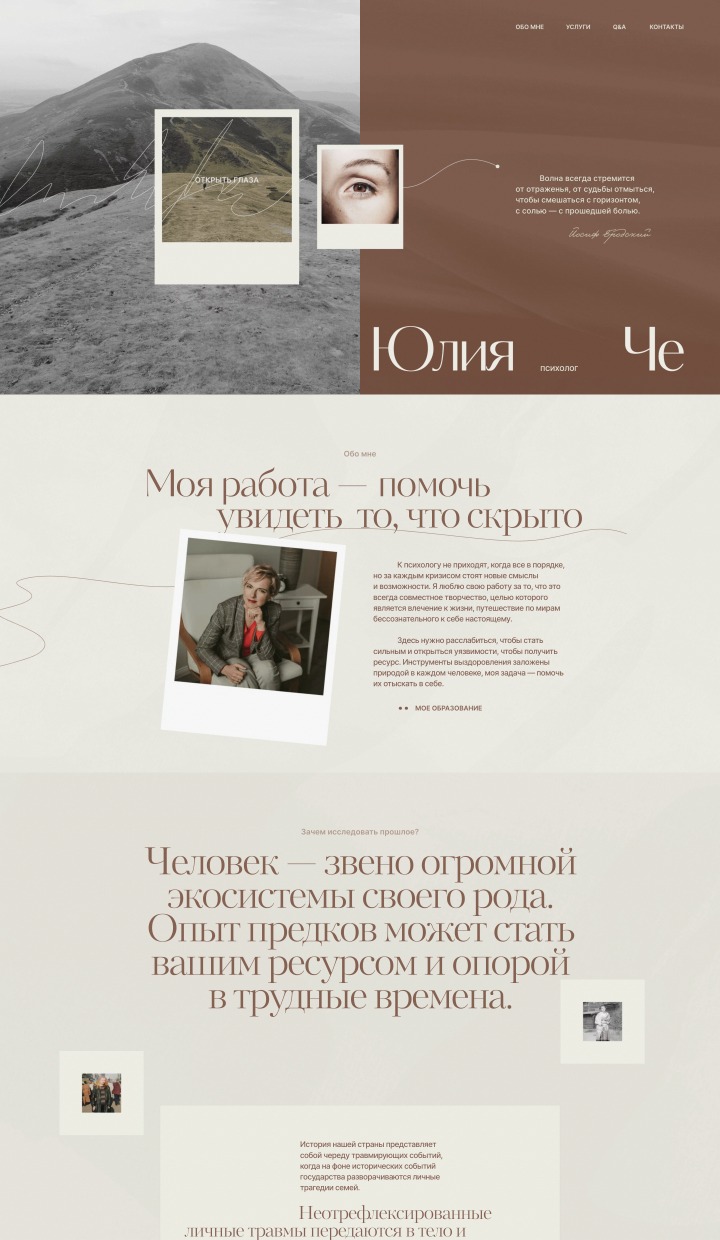 ОБО МНЕ УСЛУГИ Q&A КОНТАКТЫ
ОТКРЫТЬ ГЛАЗА
Волна всегда стремится
от отраженья, от судьбы отмыться,
чтобы смешаться с горизонтом,
с солью — с прошедшей болью.
Иосиф Бродский
Юлия психолог Че
Обо мне
Моя работа — помочь
увидеть то, что скрыто
К психологу не приходят, когда все в порядке,
но за каждым кризисом стоят новые смыслы
и возможности. Я люблю свою работу за то, что это
всегда совместное творчество, целью которого
является влечение к жизни, путешествие по мирам
бессознательного к себе настоящему.
Здесь нужно расслабиться, чтобы стать
сильным и открыться уязвимости, чтобы получить
ресурс. Инструменты выздоровления заложены
природой в каждом человеке, моя задача — помочь
их отыскать в себе.
МОЕ ОБРАЗОВАНИЕ
Зачем исследовать прошлое?
Человек — звено огромной
экосистемы своего рода.
Опыт предков может стать
вашим ресурсом и опорой
в трудные времена.
История нашей страны представляет
собой череду травмирующих событий,
когда на фоне исторических событий
государства разворачиваются личные
трагедии семей.
Неотрефлексированные
личные травмы передаются в тело и